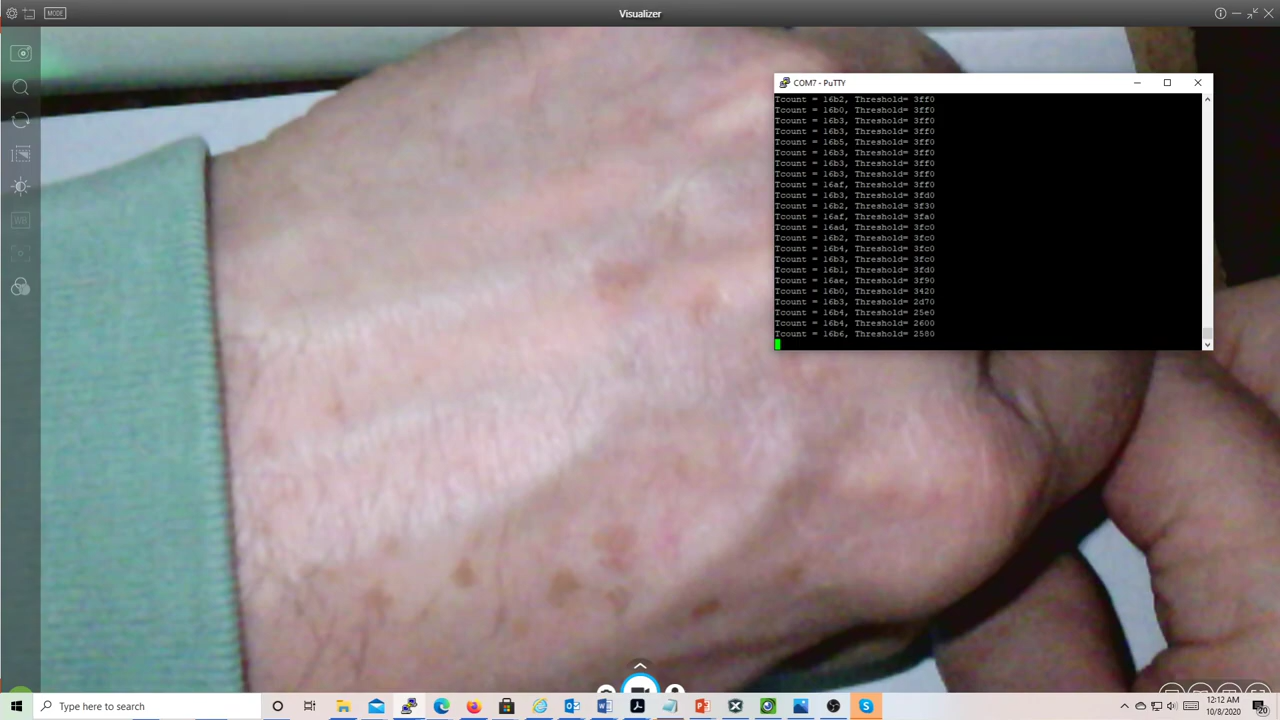 MODE
Visualizer
COM7 - PuTTY
Tcount = 16b2, Threshold= 3ff0
Tcount = 16b0, Threshold= 3ff0
Tcount = 16b3, Threshold= 3ff0
Tcount = 16b3, Threshold= 3ff0
Tcount = 16b5, Threshold= 3ff0
Tcount = 16b3, Threshold= 3ff0
Tcount = 16b3, Threshold= 3ff0
Tcount = 16b3, Threshold= 3ff0
Tcount = 16af, Threshold= 3ff0
Tcount = 16b3, Threshold= 3fd0
Tcount = 16b2, Threshold= 3f30
Tcount = 16af, Threshold= 3fa0
Tcount = 16ad, Threshold= 3fc0
Tcount = 16b2, Threshold= 3fc0
Tcount = 16b4, Threshold= 3fc0
Tcount = 16b3, Threshold= 3fc0
Tcount = 16b1, Threshold= 3fd0
Tcount = 16ae, Threshold= 3f90
Tcount = 16b0, Threshold= 3420
Tcount = 16b3, Threshold= 2d70
Tcount = 16b4, Threshold= 25e0
Tcount = 16b4, Threshold= 2600
Tcount = 16b6, Threshold= 2580
WB
Type here to search
12:12 AM
10/8/2020
20